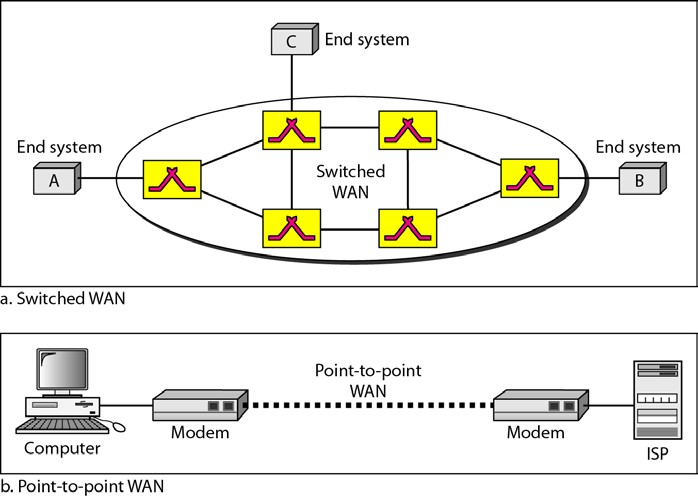 C End system
End system
End system
A
Switched
WAN
B
a. Switched WAN
Point-to-point
WAN
Computer
Modem
Modem
ISP
b. Point-to-point WAN